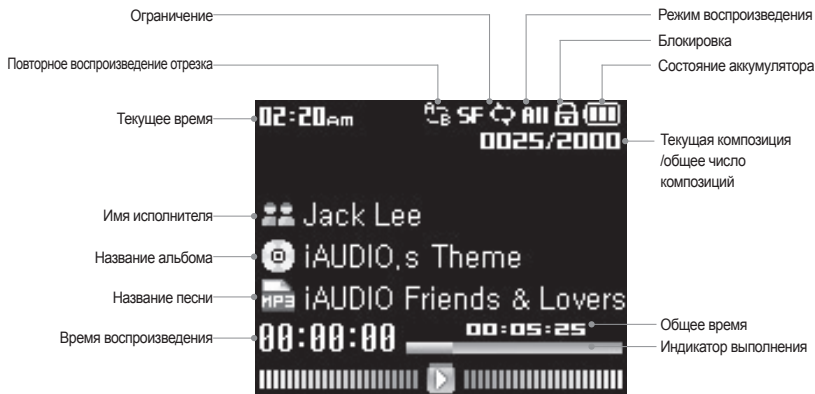 Ограничение
Режим воспроизведения
Блокировка
Повторное воспроизведение отрезка
Состояние аккумулятора
Текущее время
02:20Am
A B SF All
0025/2000
Текущая композиция
/общее число
композиций
Имя исполнителя
Jack Lee
Название альбома
iAUDIO,s Theme
Название песни
MP3 iAUDIO Friends & Lovers
Время воспроизведения
00:00:00
00:05:25
Общее время
Индикатор выполнения